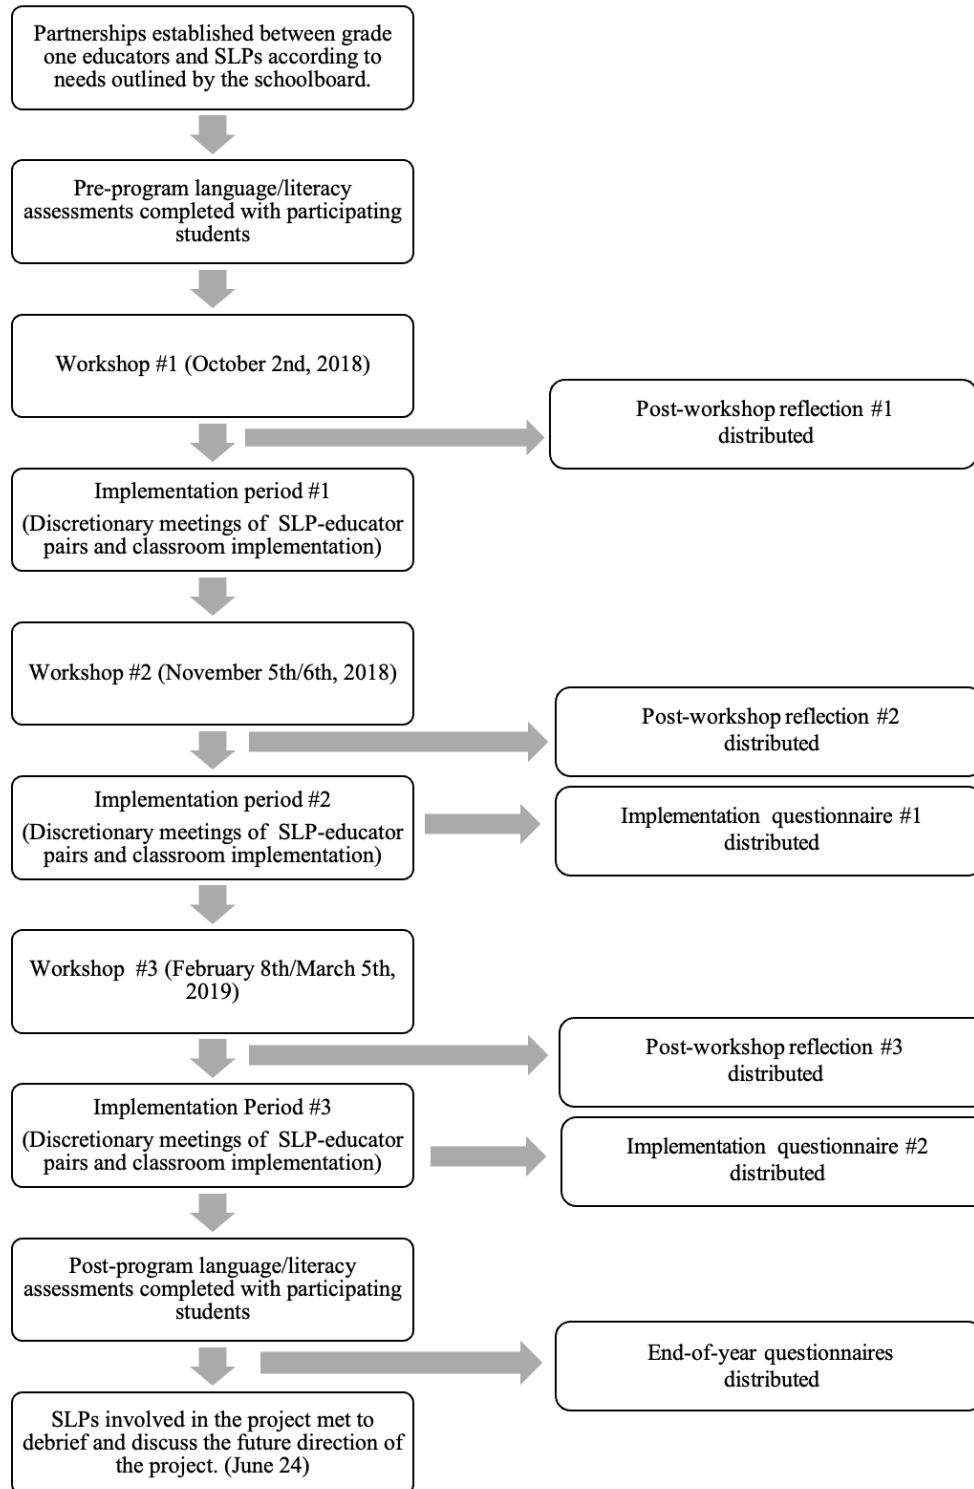 Partnerships established between grade
one educators and SLPs according to
needs outlined by the schoolboard.
Pre-program language/literacy
assessments completed with participating
students
Workshop #1 (October 2nd, 2018)
Post-workshop reflection #1
distributed
Implementation period #1
(Discretionary meetings of  SLP-educator
pairs and classroom implementation)
Workshop #2 (November 5th/6th, 2018)
Post-workshop reflection #2
distributed
Implementation period #2
(Discretionary meetings of  SLP-educator
pairs and classroom implementation)
Implementation  questionnaire #1
distributed
Workshop  #3 (February 8th/March 5th,
2019)
Post-workshop reflection #3
distributed
Implementation Period #3
(Discretionary meetings of  SLP-educator
pairs and classroom implementation)
Implementation  questionnaire #2
distributed
Post-program language/literacy
assessments completed with participating
students
End-of-year questionnaires
distributed
SLPs involved in the project met to
debrief and discuss the future direction of
the project. (June 24)